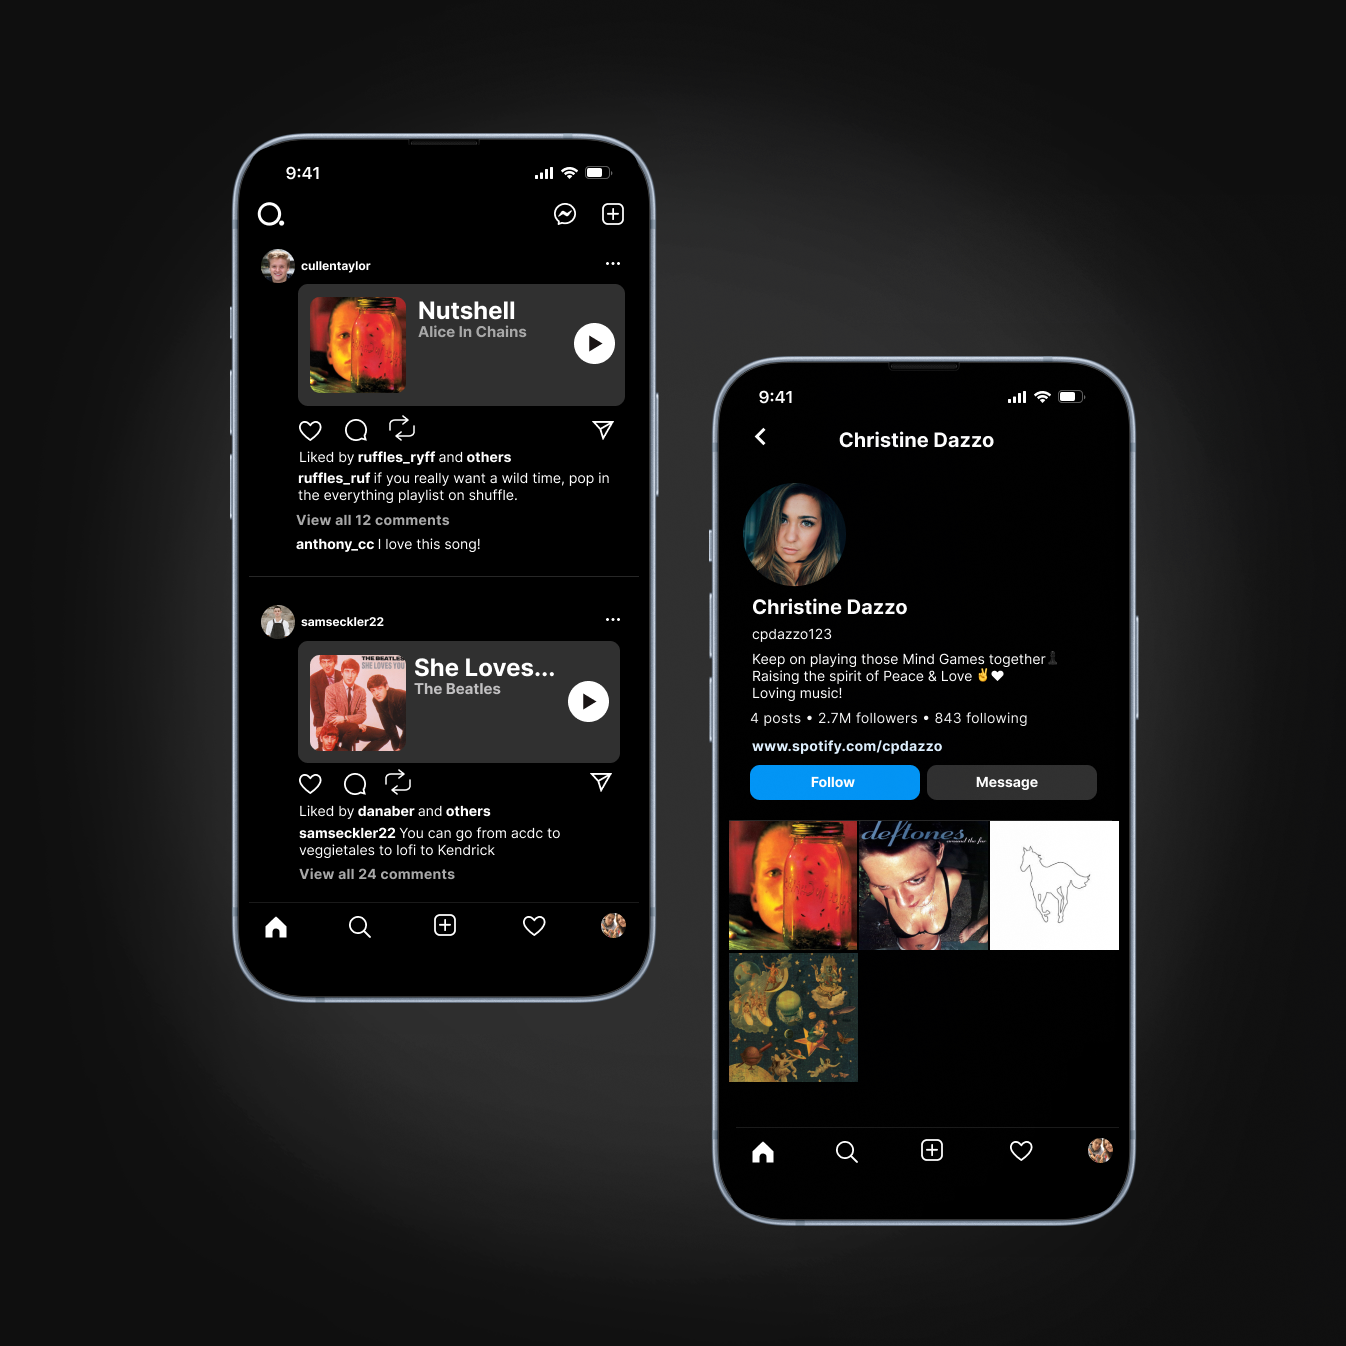 9:41
cullentaylor
Nutshell
Alice In Chains
Liked by ruffles_ryff and others
ruffles_ruf if you really want a wild time, pop in
the everything playlist on shuffle.
View all 12 comments
anthony_cc I love this song!
samseckler22
THE BEATLES
SHE LOVES YOU
She Loves...
The Beatles
Liked by danaber and others
samseckler22 You can go from acdc to
veggietales to lofi to Kendrick
View all 24 comments
9:41
Christine Dazzo
Christine Dazzo
cpdazzo123
Keep on playing those Mind Games together♟️
Raising the spirit of Peace & Love ✌️🤍
Loving music!
4 posts • 2.7M followers • 843 following
www.spotify.com/cpdazzo
Follow
Message
deftones
around the fur